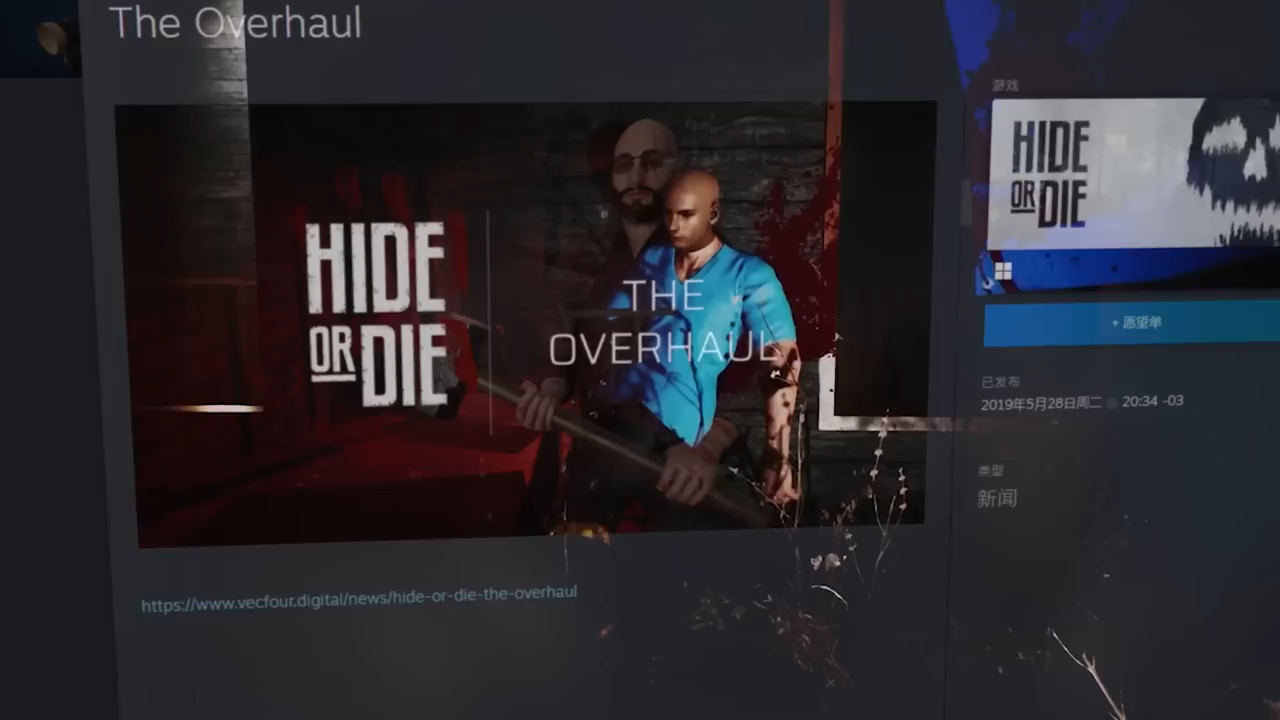 The Overhaul
HIDE
OR DIE
THE
OVERHAUL
https://www.vecfour.digital/news/hide-or-die-the-overhaul
游戏
HIDE
OR DIE
+ 愿望单
已发布
2019年5月28日周二 @ 20:34 -03
类型
新闻